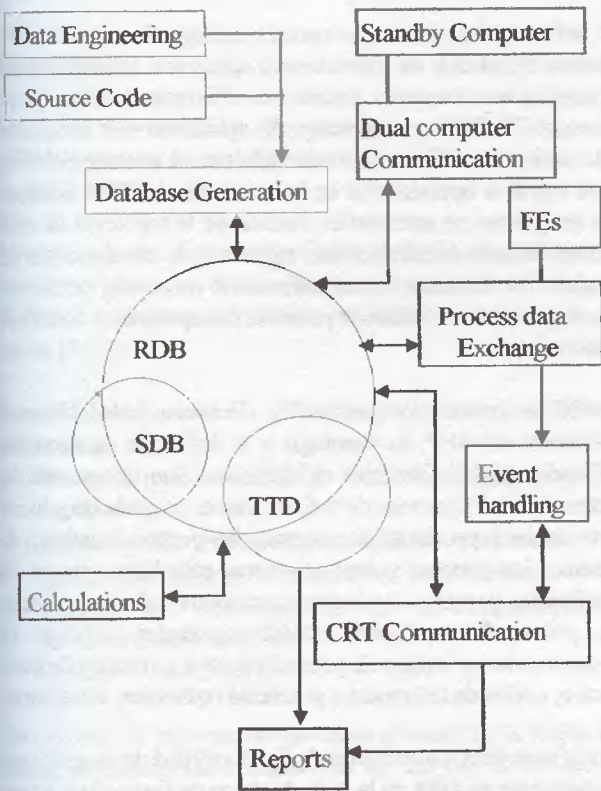 Data Engineering
Standby Computer
Source Code
Dual computer
Communication
Database Generation
FEs
RDB
Process data
Exchange
SDB
TTD
Event
handling
Calculations
CRT Communication
Reports